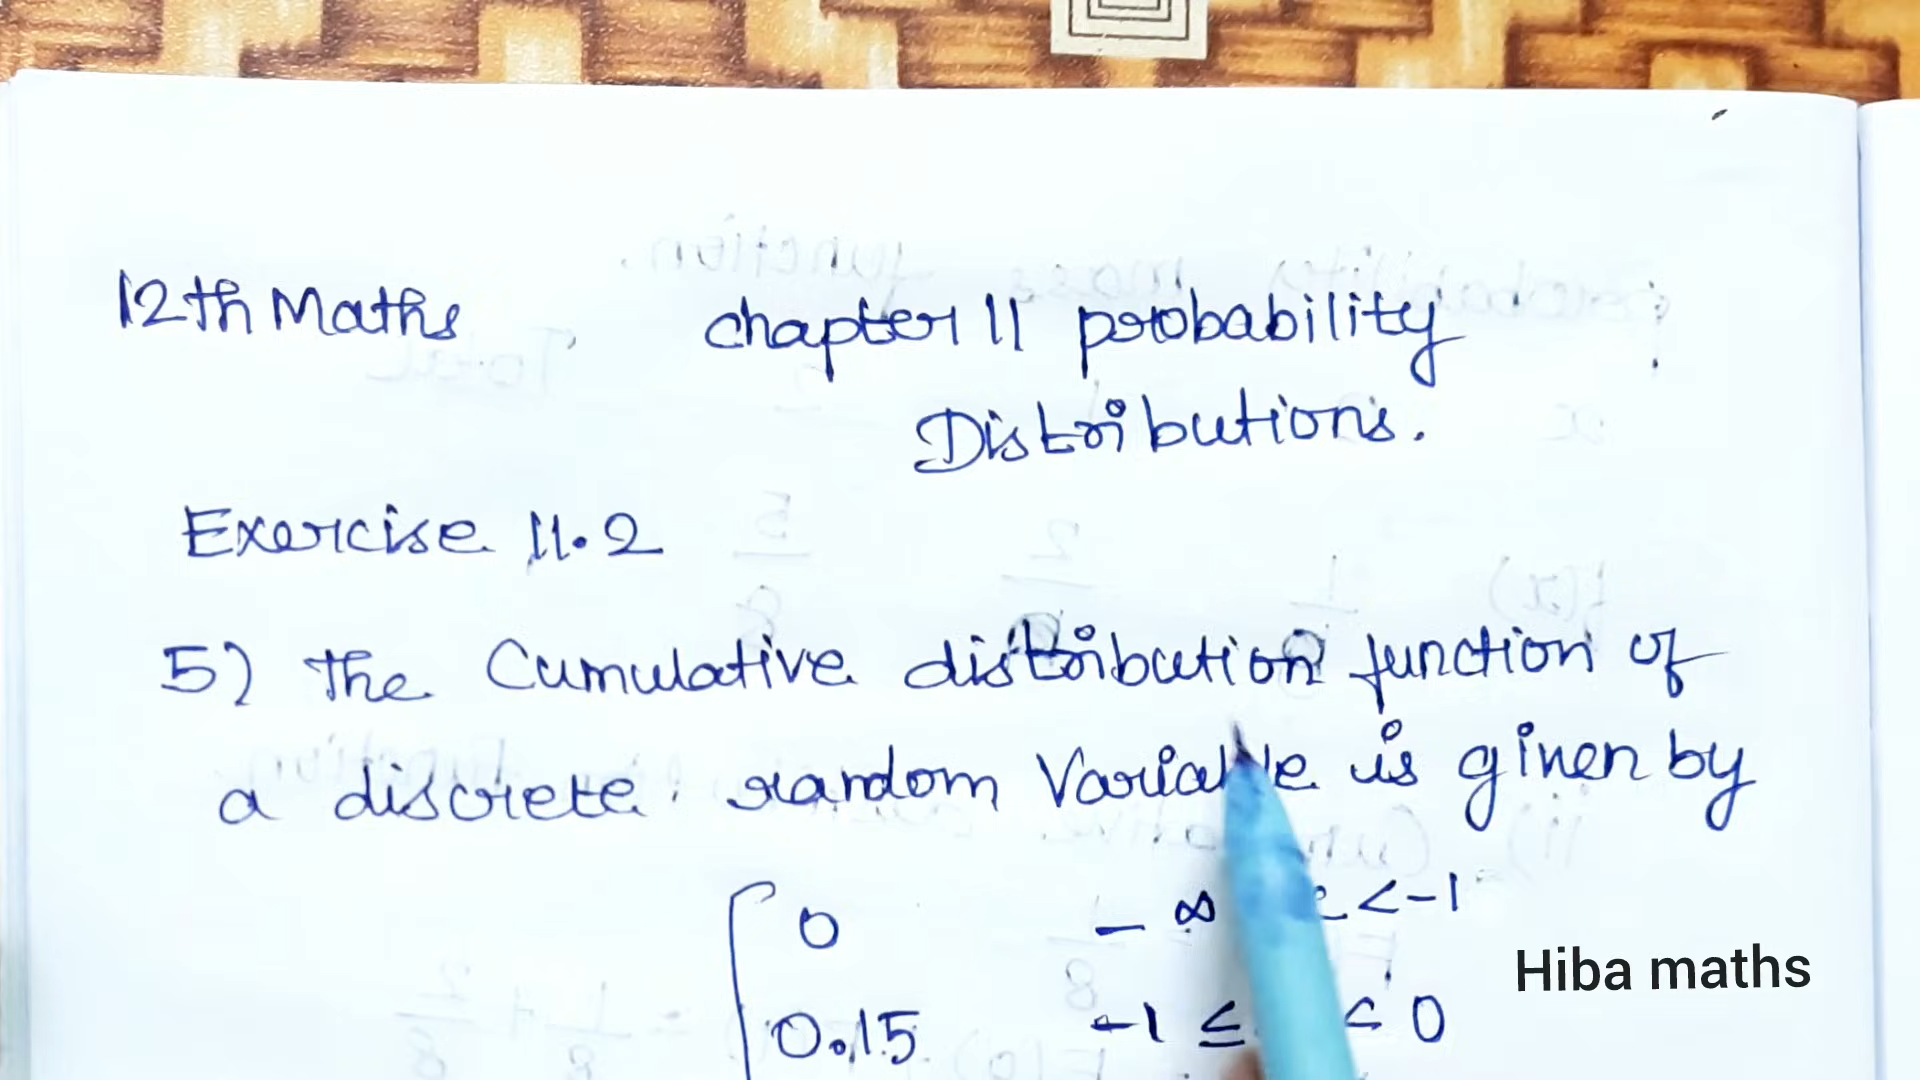 12th Maths chapter 11 probability
Distributions.
Exercise 11.2
5) The Cumulative distribution function of
a discrete random Variable is given by
0 -∞ < -1
0.15 -1 ≤ < 0
Hiba maths